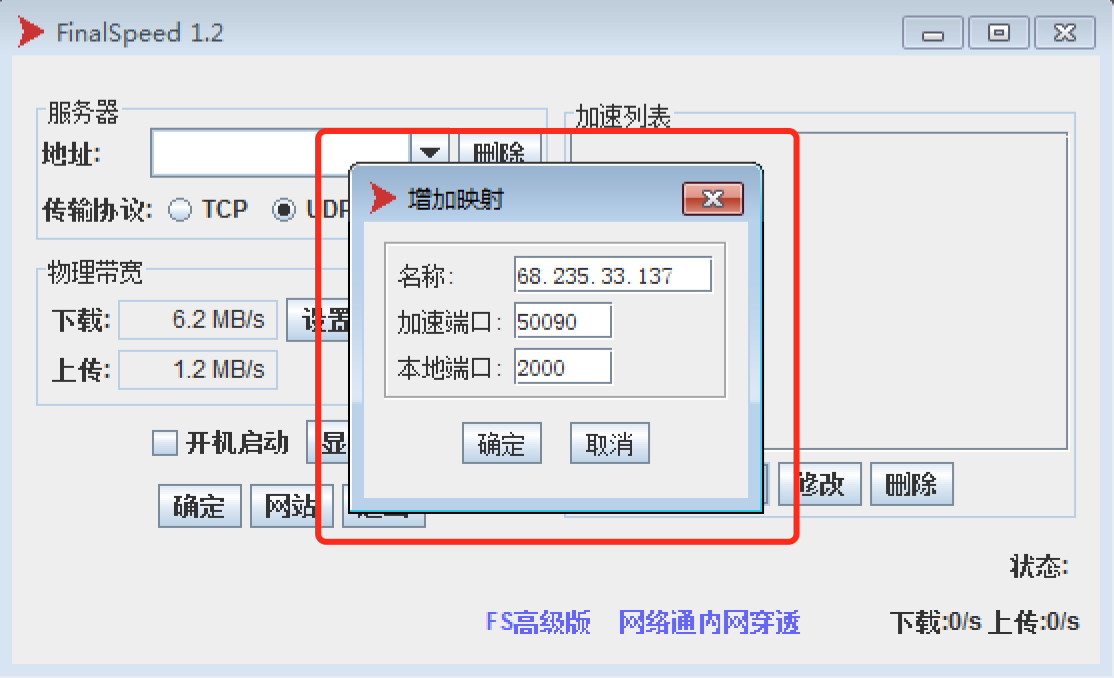 FinalSpeed 1.2
服务器
地址:
删除
传输协议: TCP UDP
物理带宽
下载: 6.2 MB/s 设置
上传: 1.2 MB/s
开机启动
确定 网站
加速列表
增加映射
名称: 68.235.33.137
加速端口: 50090
本地端口: 2000
确定 取消
修改 删除
状态:
FS高级版 网络通内网穿透 下载:0/s 上传:0/s